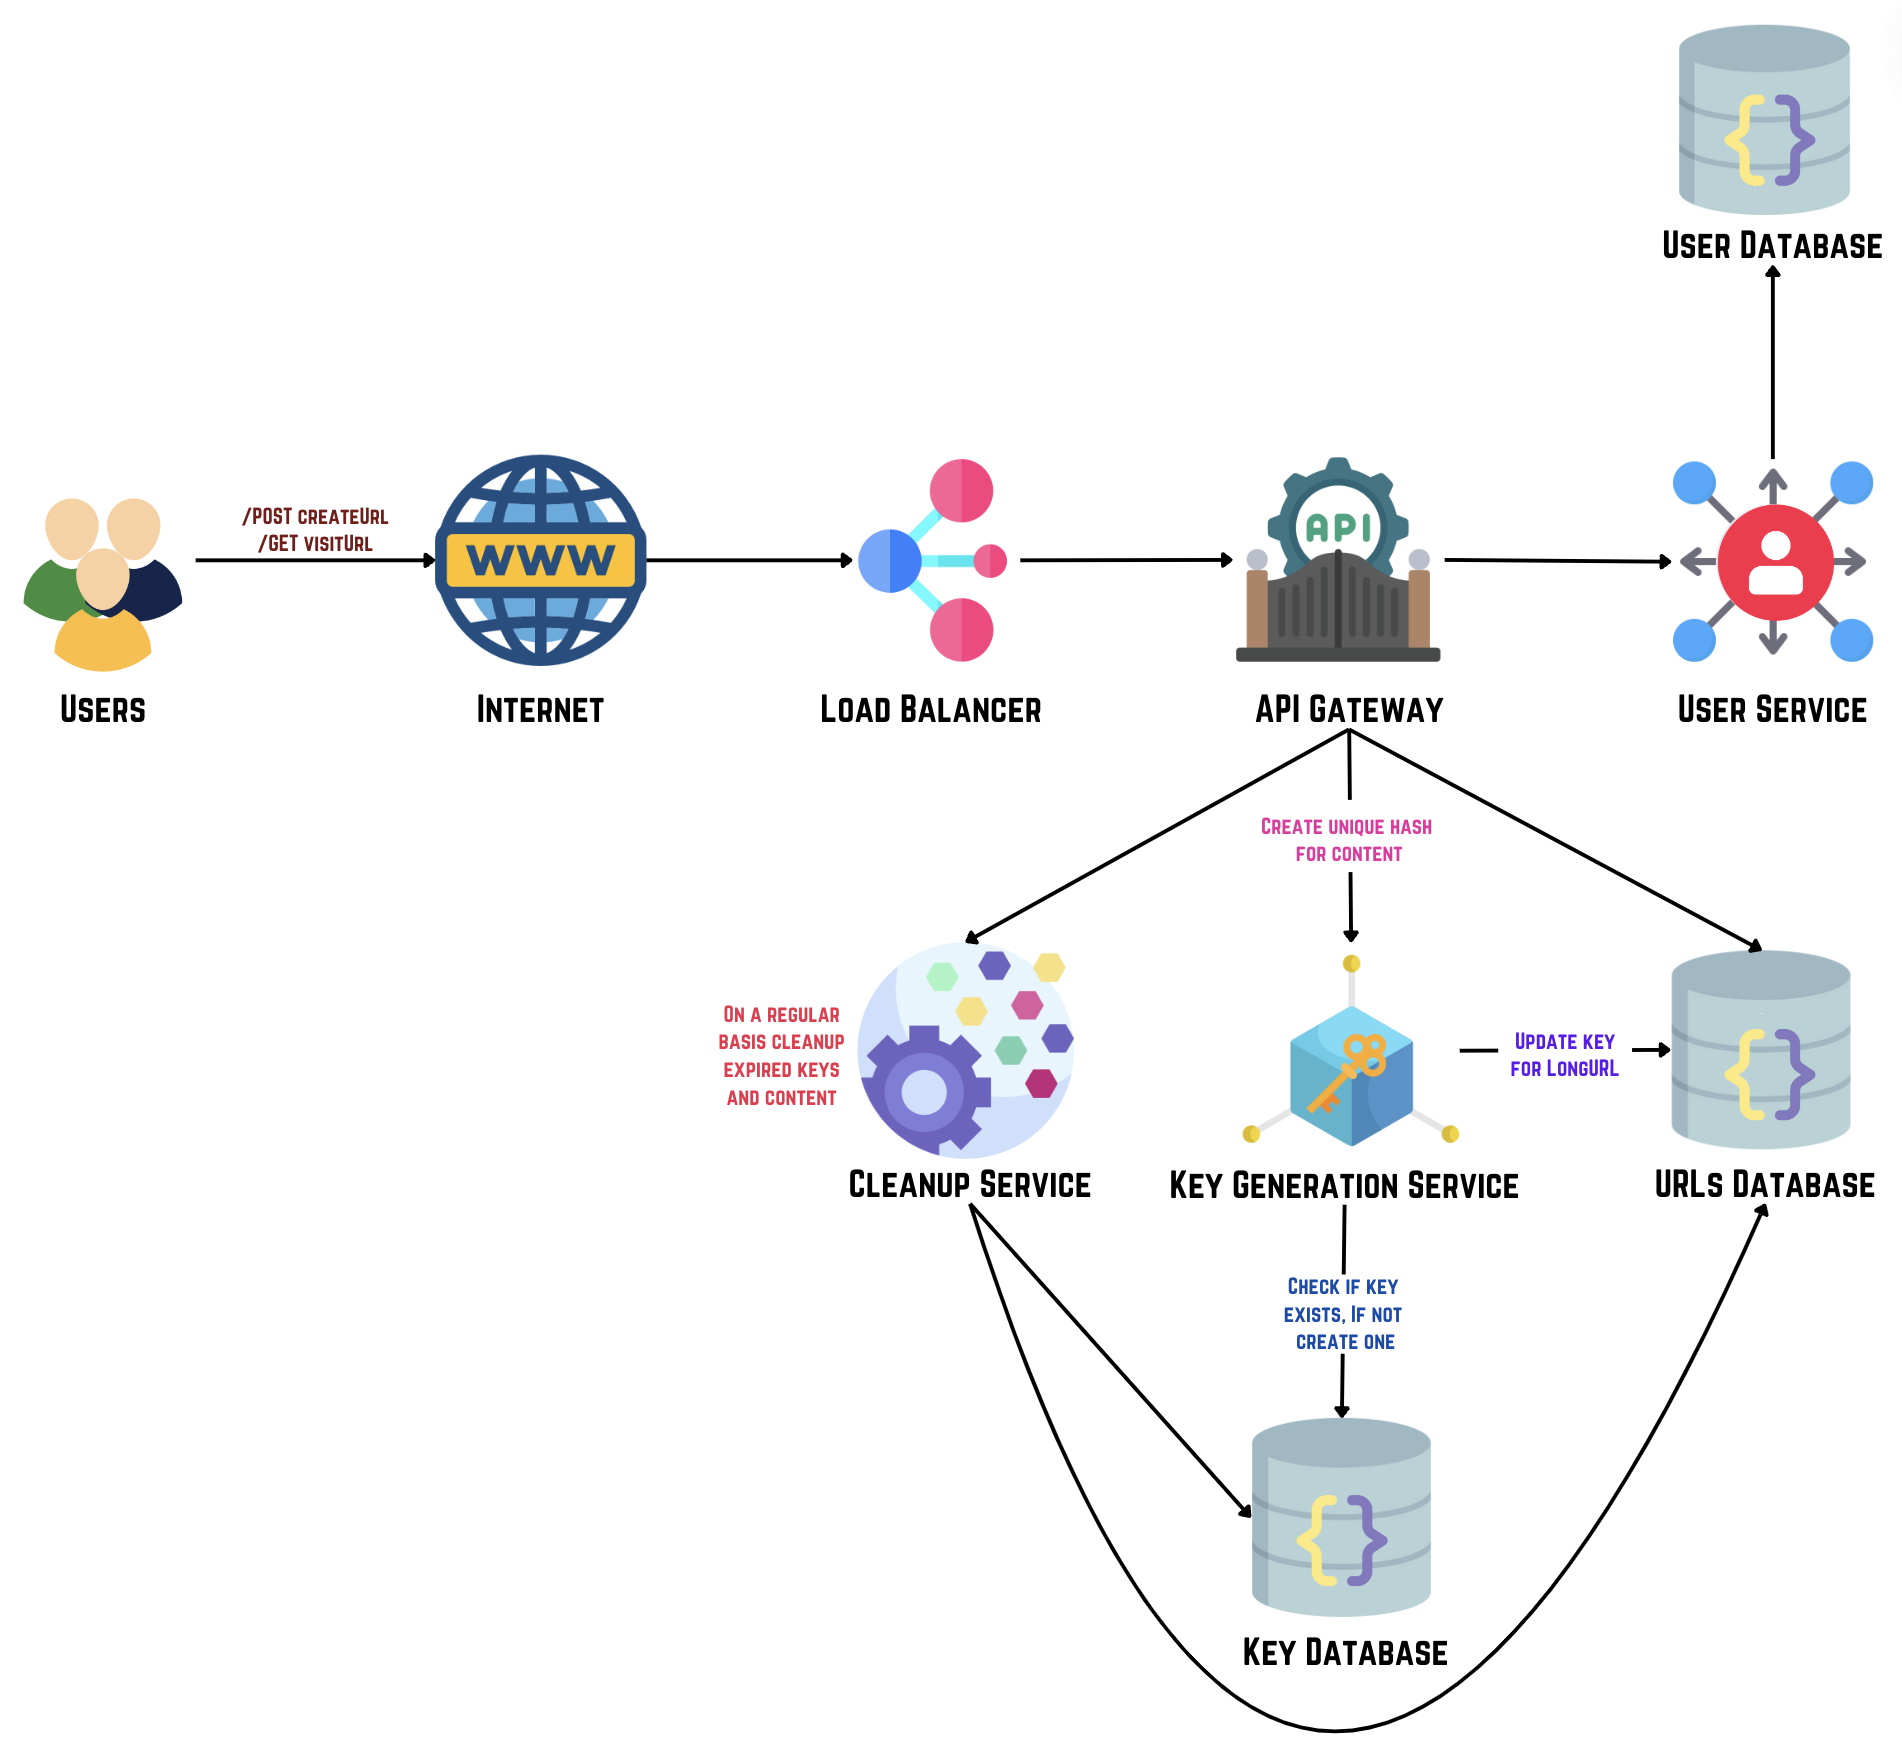 User Database
/POST createUrl
/GET visitUrl
WWW
API
Users
Internet
Load Balancer
API Gateway
User Service
Create unique hash
for content
On a regular
basis cleanup
expired keys
and content
Update key
for LongURL
Cleanup Service
Key Generation Service
URLs Database
Check if key
exists, If not
create one
Key Database